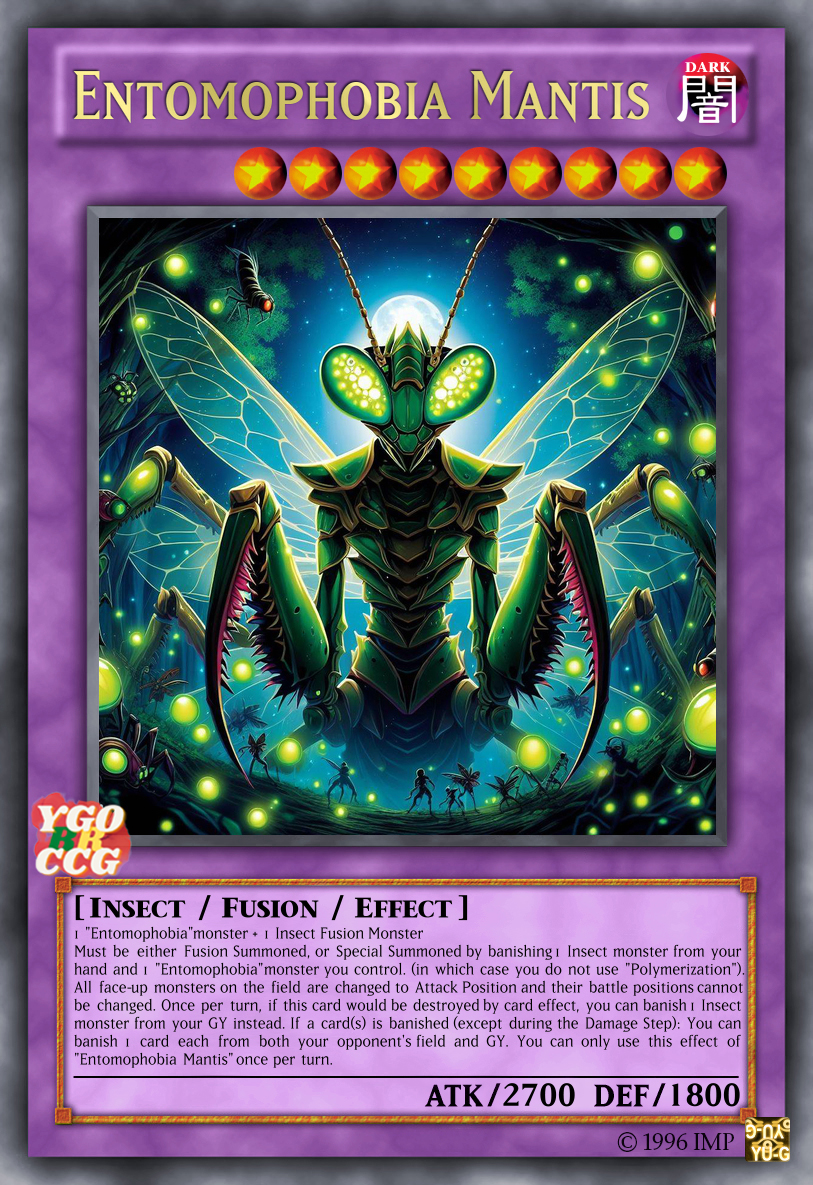 Entomophobia Mantis
DARK
闇
YGO
RR
CCG
[ Insect / Fusion / Effect ]
1 "Entomophobia"monster + 1 Insect Fusion Monster
Must be either Fusion Summoned, or Special Summoned by banishing 1 Insect monster from your
hand and 1 "Entomophobia"monster you control. (in which case you do not use "Polymerization").
All face-up monsters on the field are changed to Attack Position and their battle positions cannot
be changed. Once per turn, if this card would be destroyed by card effect, you can banish 1 Insect
monster from your GY instead. If a card(s) is banished (except during the Damage Step): You can
banish 1 card each from both your opponent's field and GY. You can only use this effect of
"Entomophobia Mantis" once per turn.
ATK/2700 DEF/1800
© 1996 IMP